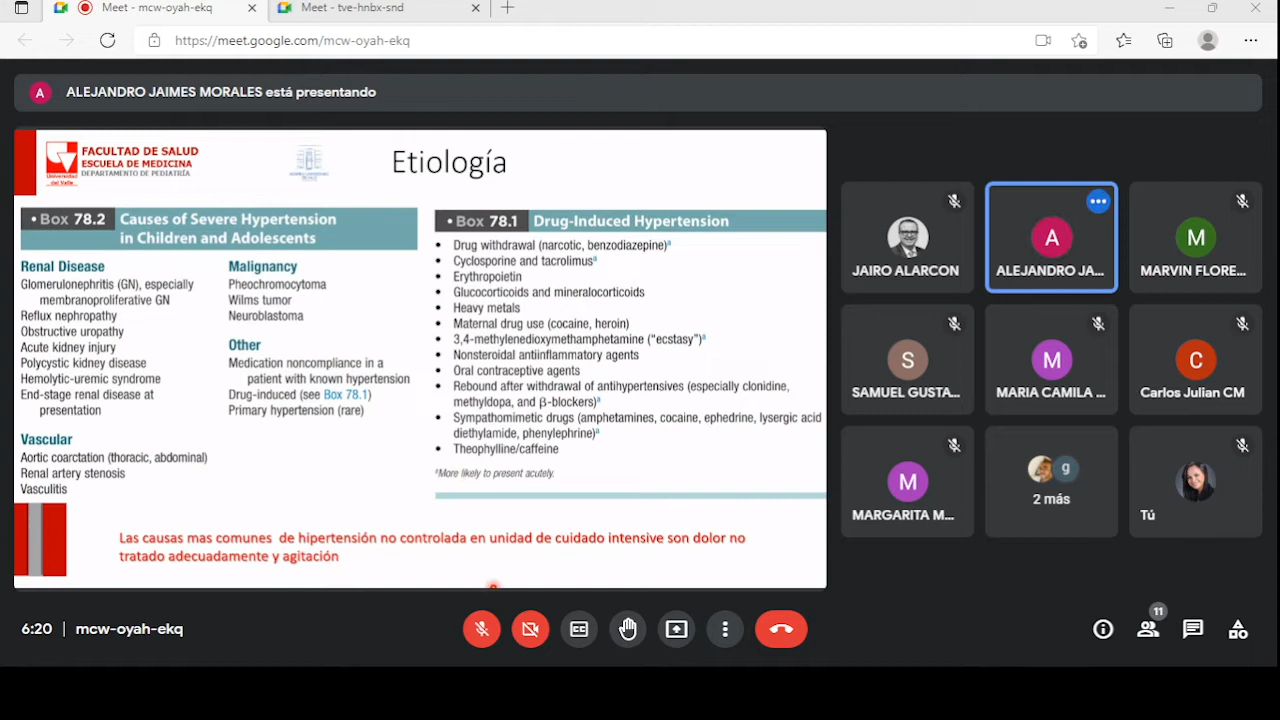 Meet - mcw-oyah-ekq
Meet - tve-hnbx-snd
https://meet.google.com/mcw-oyah-ekq
A
ALEJANDRO JAIMES MORALES está presentando
Universidad
del Valle
FACULTAD DE SALUD
ESCUELA DE MEDICINA
DEPARTAMENTO DE PEDIATRÍA
Etiología
• Box 78.2 Causes of Severe Hypertension
in Children and Adolescents
Renal Disease
Glomerulonephritis (GN), especially
membranoproliferative GN
Reflux nephropathy
Obstructive uropathy
Acute kidney injury
Polycystic kidney disease
Hemolytic-uremic syndrome
End-stage renal disease at
presentation
Vascular
Aortic coarctation (thoracic, abdominal)
Renal artery stenosis
Vasculitis
Malignancy
Pheochromocytoma
Wilms tumor
Neuroblastoma
Other
Medication noncompliance in a
patient with known hypertension
Drug-induced (see Box 78.1)
Primary hypertension (rare)
• Box 78.1 Drug-Induced Hypertension
• Drug withdrawal (narcotic, benzodiazepine)ª
• Cyclosporine and tacrolimusª
• Erythropoietin
• Glucocorticoids and mineralocorticoids
• Heavy metals
• Maternal drug use (cocaine, heroin)
• 3,4-methylenedioxymethamphetamine (“ecstasy”)ª
• Nonsteroidal antiinflammatory agents
• Oral contraceptive agents
• Rebound after withdrawal of antihypertensives (especially clonidine,
methyldopa, and β-blockers)ª
• Sympathomimetic drugs (amphetamines, cocaine, ephedrine, lysergic acid
diethylamide, phenylephrine)ª
• Theophylline/caffeine
ªMore likely to present acutely.
Las causas mas comunes de hipertensión no controlada en unidad de cuidado intensive son dolor no
tratado adecuadamente y agitación
JAIRO ALARCON
A
ALEJANDRO JA...
M
MARVIN FLORE...
S
SAMUEL GUSTA...
M
MARIA CAMILA ...
C
Carlos Julian CM
M
MARGARITA M...
g
2 más
Tú
6:20 | mcw-oyah-ekq
11